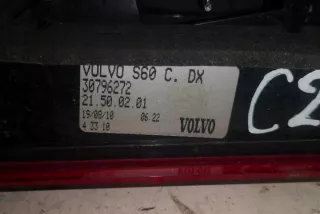 VOLVO S60 C. DX
30796272
21.50.02.01
19/08/10 06:22
4 33 10 VOLVO
C2